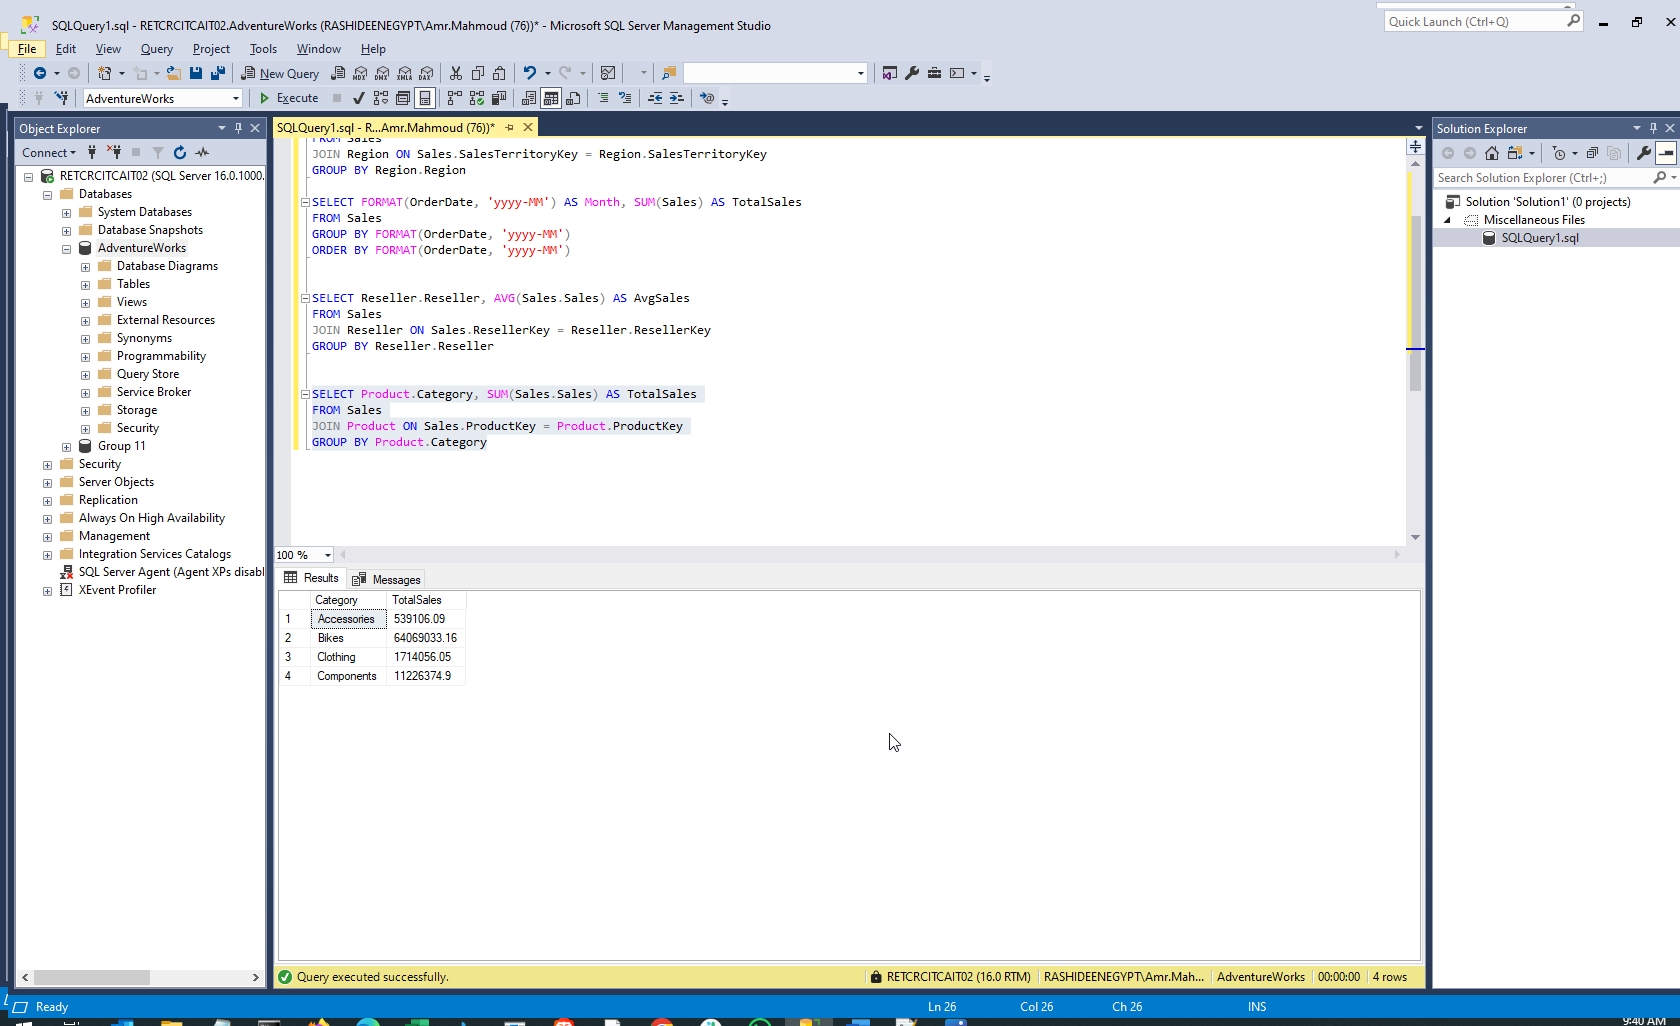 SQLQuery1.sql - RETCRCITCAIT02.AdventureWorks (RASHIDEENEGYPT\Amr.Mahmoud (76))* - Microsoft SQL Server Management Studio
Quick Launch (Ctrl+Q)
File Edit View Query Project Tools Window Help
New Query
MDX DMX XMLA DAX
AdventureWorks
Execute
Object Explorer
Connect
RETCRCITCAIT02 (SQL Server 16.0.1000.
Databases
System Databases
Database Snapshots
AdventureWorks
Database Diagrams
Tables
Views
External Resources
Synonyms
Programmability
Query Store
Service Broker
Storage
Security
Group 11
Security
Server Objects
Replication
Always On High Availability
Management
Integration Services Catalogs
SQL Server Agent (Agent XPs disabl
XEvent Profiler
SQLQuery1.sql - R...Amr.Mahmoud (76))*
FROM Sales
JOIN Region ON Sales.SalesTerritoryKey = Region.SalesTerritoryKey
GROUP BY Region.Region
SELECT FORMAT(OrderDate, 'yyyy-MM') AS Month, SUM(Sales) AS TotalSales
FROM Sales
GROUP BY FORMAT(OrderDate, 'yyyy-MM')
ORDER BY FORMAT(OrderDate, 'yyyy-MM')
SELECT Reseller.Reseller, AVG(Sales.Sales) AS AvgSales
FROM Sales
JOIN Reseller ON Sales.ResellerKey = Reseller.ResellerKey
GROUP BY Reseller.Reseller
SELECT Product.Category, SUM(Sales.Sales) AS TotalSales
FROM Sales
JOIN Product ON Sales.ProductKey = Product.ProductKey
GROUP BY Product.Category
100 %
Results Messages
Category TotalSales
1 Accessories 539106.09
2 Bikes 64069033.16
3 Clothing 1714056.05
4 Components 11226374.9
Query executed successfully. RETCRCITCAIT02 (16.0 RTM) RASHIDEENEGYPT\Amr.Mah... AdventureWorks 00:00:00 4 rows
Solution Explorer
Search Solution Explorer (Ctrl+;)
Solution 'Solution1' (0 projects)
Miscellaneous Files
SQLQuery1.sql
Ready Ln 26 Col 26 Ch 26 INS
9:40 AM